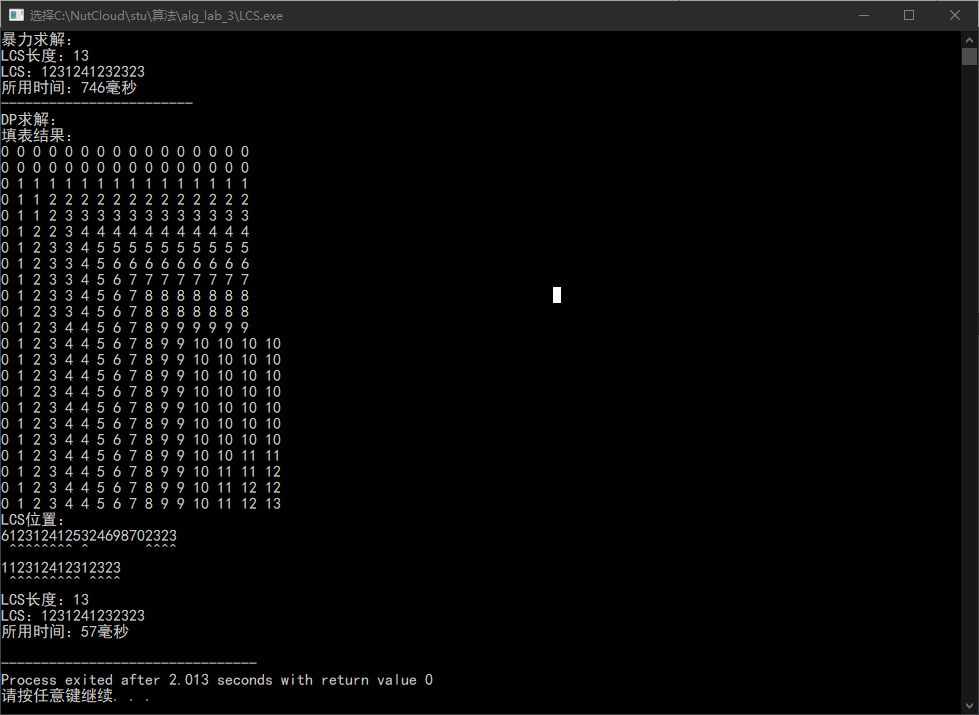 选择C:\NutCloud\stu\算法\alg_lab_3\LCS.exe
暴力求解：
LCS长度：13
LCS：1231241232323
所用时间：746毫秒
------------------------
DP求解：
填表结果：
0 0 0 0 0 0 0 0 0 0 0 0 0 0 0 0
0 0 0 0 0 0 0 0 0 0 0 0 0 0 0 0
0 1 1 1 1 1 1 1 1 1 1 1 1 1 1 1
0 1 1 2 2 2 2 2 2 2 2 2 2 2 2 2
0 1 1 2 3 3 3 3 3 3 3 3 3 3 3 3
0 1 2 2 3 4 4 4 4 4 4 4 4 4 4 4
0 1 2 3 3 4 5 5 5 5 5 5 5 5 5 5
0 1 2 3 3 4 5 6 6 6 6 6 6 6 6 6
0 1 2 3 3 4 5 6 7 7 7 7 7 7 7 7
0 1 2 3 3 4 5 6 7 8 8 8 8 8 8 8
0 1 2 3 3 4 5 6 7 8 8 8 8 8 8 8
0 1 2 3 4 4 5 6 7 8 9 9 9 9 9 9
0 1 2 3 4 4 5 6 7 8 9 9 10 10 10 10
0 1 2 3 4 4 5 6 7 8 9 9 10 10 10 10
0 1 2 3 4 4 5 6 7 8 9 9 10 10 10 10
0 1 2 3 4 4 5 6 7 8 9 9 10 10 10 10
0 1 2 3 4 4 5 6 7 8 9 9 10 10 10 10
0 1 2 3 4 4 5 6 7 8 9 9 10 10 10 10
0 1 2 3 4 4 5 6 7 8 9 9 10 10 10 10
0 1 2 3 4 4 5 6 7 8 9 9 10 10 11 11
0 1 2 3 4 4 5 6 7 8 9 9 10 11 11 12
0 1 2 3 4 4 5 6 7 8 9 9 10 11 12 12
0 1 2 3 4 4 5 6 7 8 9 9 10 11 12 13
LCS位置：
6123124125324698702323
 ^^^^^^^^ ^       ^^^^
112312412312323
 ^^^^^^^^^ ^^^^
LCS长度：13
LCS：1231241232323
所用时间：57毫秒
--------------------------------
Process exited after 2.013 seconds with return value 0
请按任意键继续. . .